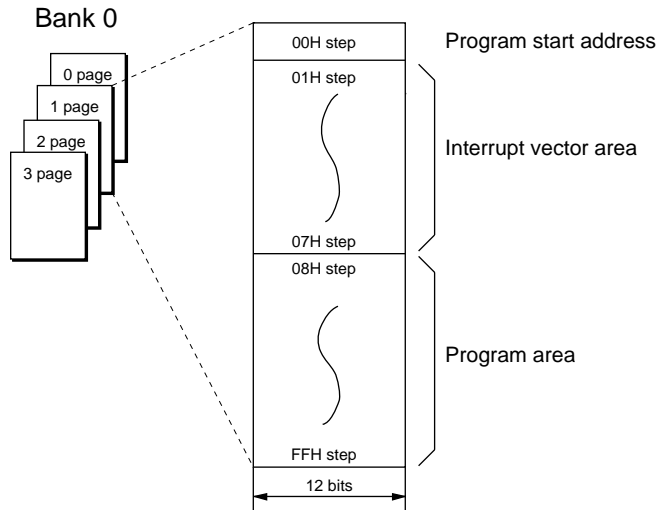 Bank 0
0 page
1 page
2 page
3 page
00H step
Program start address
01H step
Interrupt vector area
07H step
08H step
Program area
FFH step
12 bits